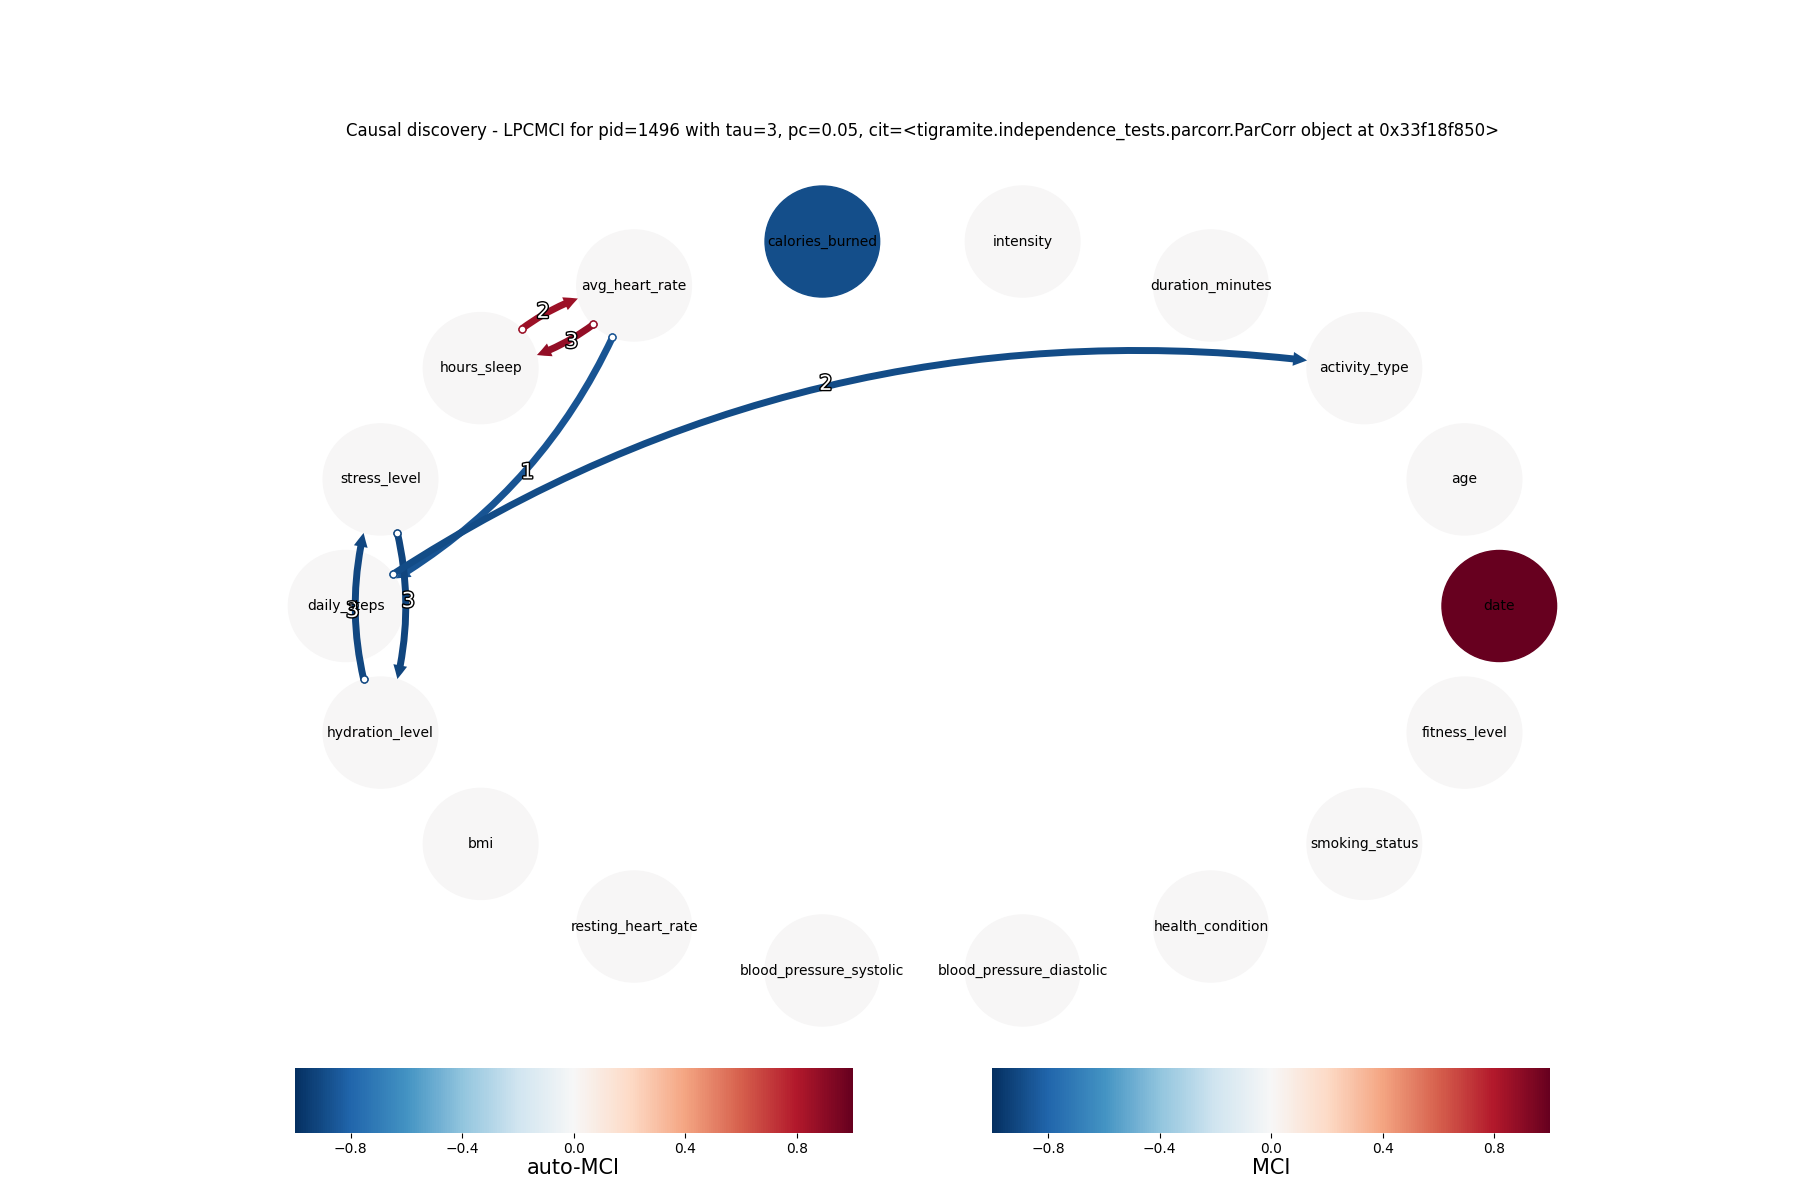 Causal discovery - LPCMCI for pid=1496 with tau=3, pc=0.05, cit=<tigramite.independence_tests.parcorr.ParCorr object at 0x33f18f850>
calories_burned
intensity
avg_heart_rate
duration_minutes
2
3
hours_sleep
activity_type
2
1
stress_level
age
3
daily_steps
3
date
hydration_level
fitness_level
bmi
smoking_status
resting_heart_rate
health_condition
blood_pressure_systolic
blood_pressure_diastolic
−0.8 −0.4 0.0 0.4 0.8
auto-MCI
−0.8 −0.4 0.0 0.4 0.8
MCI